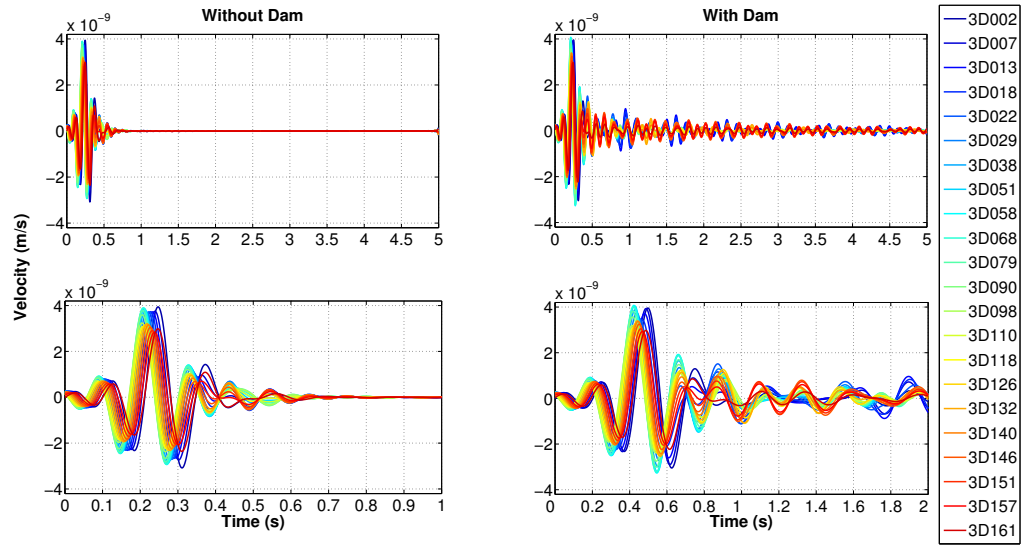 Without Dam
x 10⁻⁹
4
2
0
−2
−4
0 0.5 1 1.5 2 2.5 3 3.5 4 4.5 5
With Dam
x 10⁻⁹
4
2
0
−2
−4
0 0.5 1 1.5 2 2.5 3 3.5 4 4.5 5
Velocity (m/s)
x 10⁻⁹
4
2
0
−2
−4
0 0.1 0.2 0.3 0.4 0.5 0.6 0.7 0.8 0.9 1
Time (s)
x 10⁻⁹
4
2
0
−2
−4
0 0.2 0.4 0.6 0.8 1 1.2 1.4 1.6 1.8 2
Time (s)
3D002
3D007
3D013
3D018
3D022
3D029
3D038
3D051
3D058
3D068
3D079
3D090
3D098
3D110
3D118
3D126
3D132
3D140
3D146
3D151
3D157
3D161